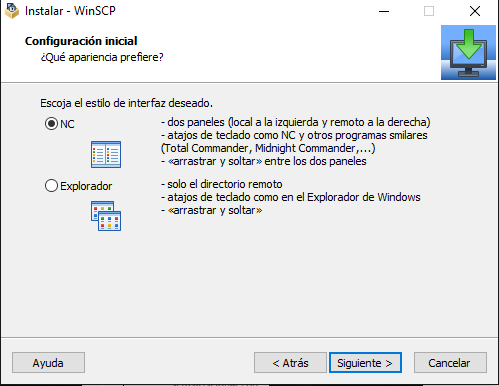 Instalar - WinSCP
Configuración inicial
¿Qué apariencia prefiere?
Escoja el estilo de interfaz deseado.
NC
- dos paneles (local a la izquierda y remoto a la derecha)
- atajos de teclado como NC y otros programas smilares
(Total Commander, Midnight Commander,...)
- «arrastrar y soltar» entre los dos paneles
Explorador
- solo el directorio remoto
- atajos de teclado como en el Explorador de Windows
- «arrastrar y soltar»
Ayuda
< Atrás
Siguiente >
Cancelar